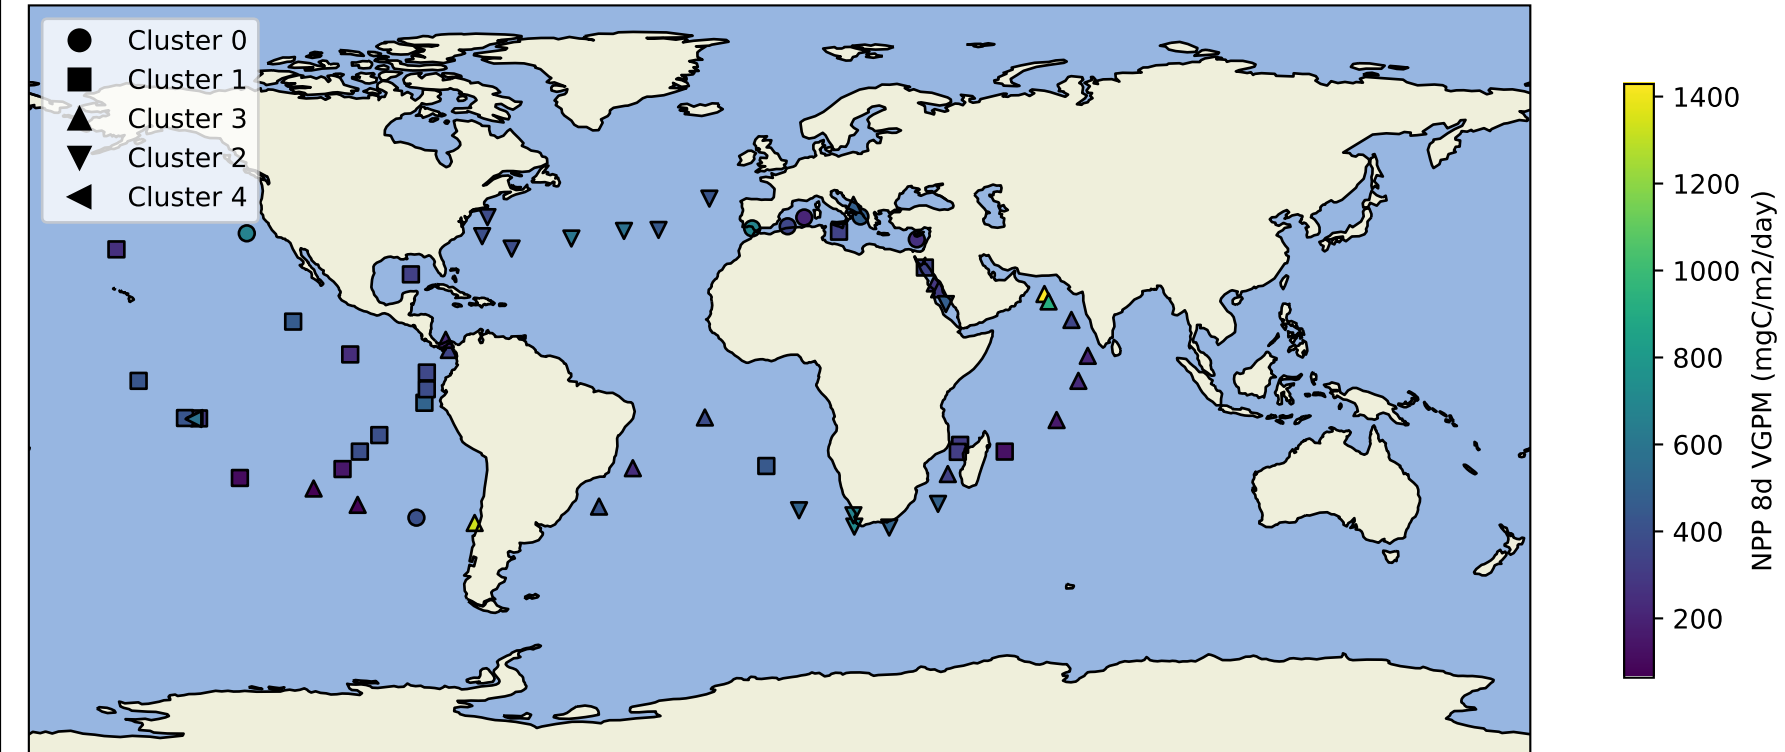 Cluster 0
Cluster 1
Cluster 3
Cluster 2
Cluster 4
1400
1200
1000
800
600
400
200
NPP 8d VGPM (mgC/m2/day)